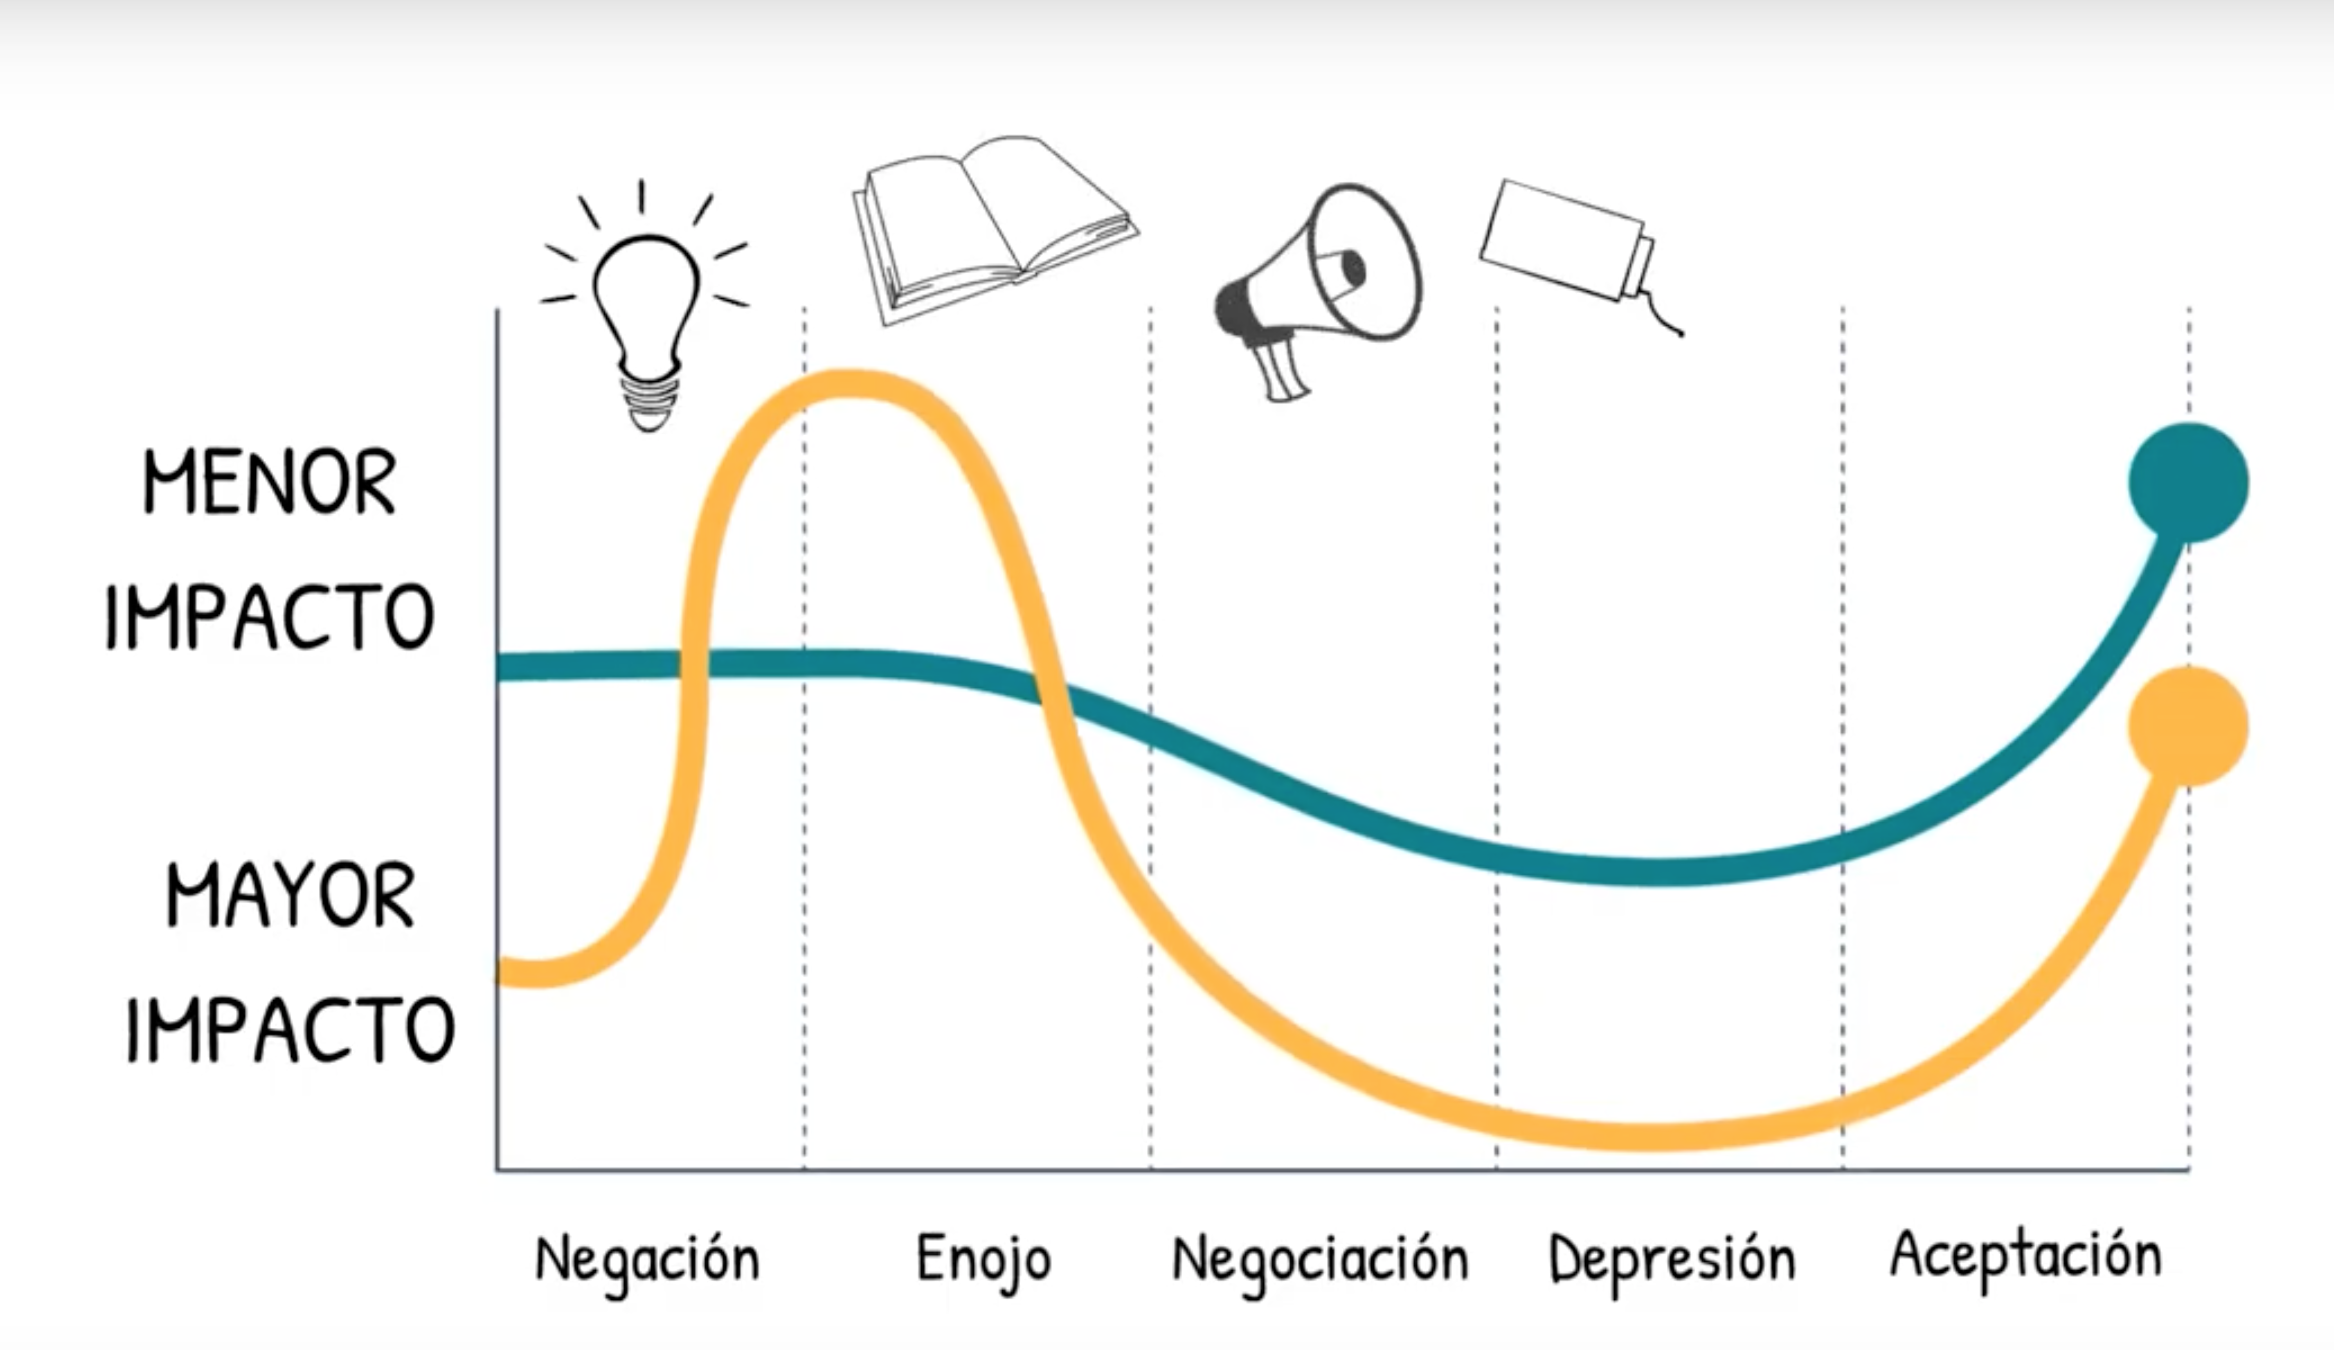 MENOR
IMPACTO
MAYOR
IMPACTO
Negación Enojo Negociación Depresión Aceptación